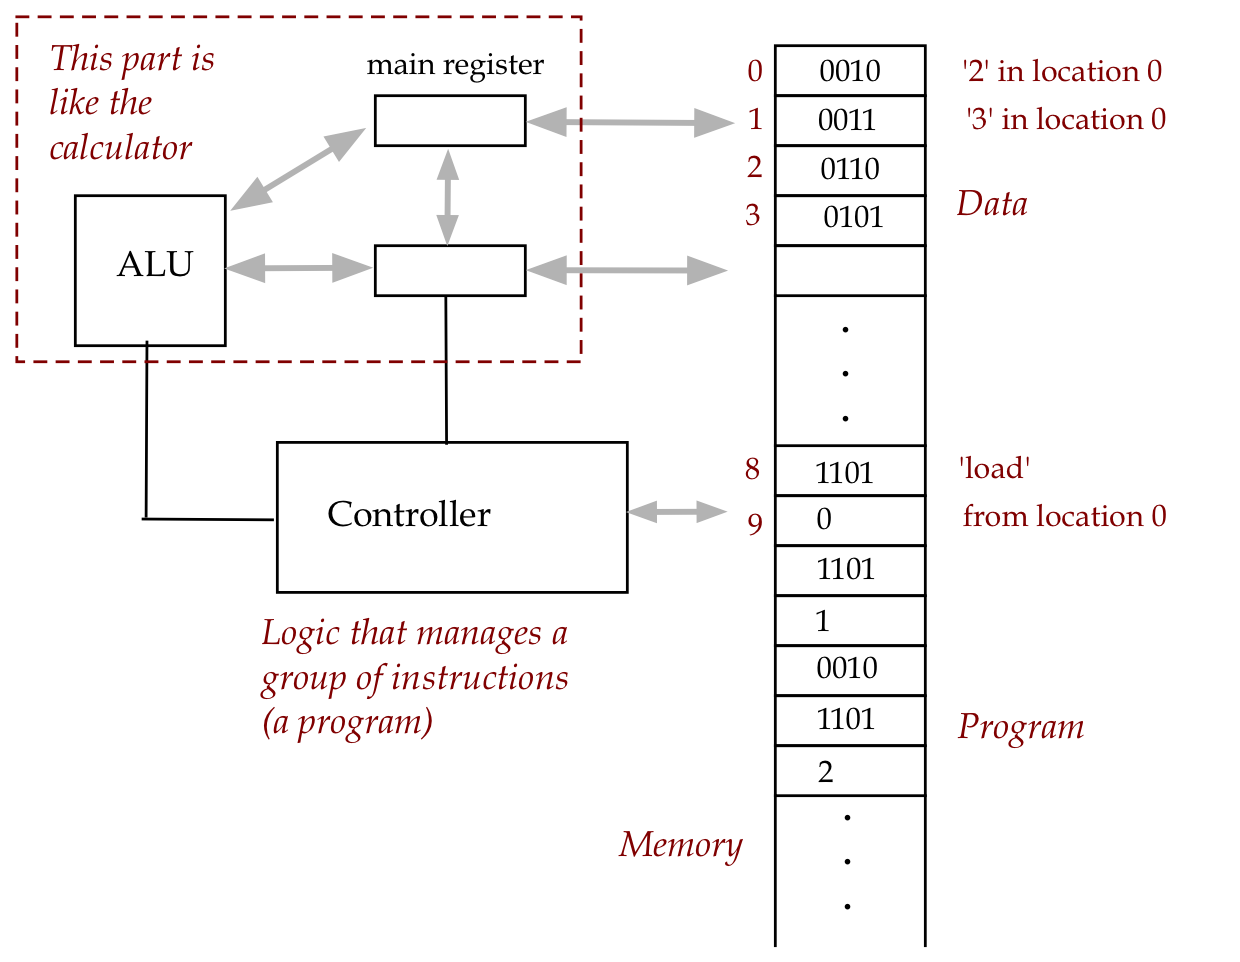 This part is
like the
calculator
main register
ALU
Controller
Logic that manages a
group of instructions
(a program)
Memory
0 0010 '2' in location 0
1 0011 '3' in location 0
2 0110
3 0101
Data
8 1101 'load'
9 0 from location 0
1101
1
0010
1101
Program
2